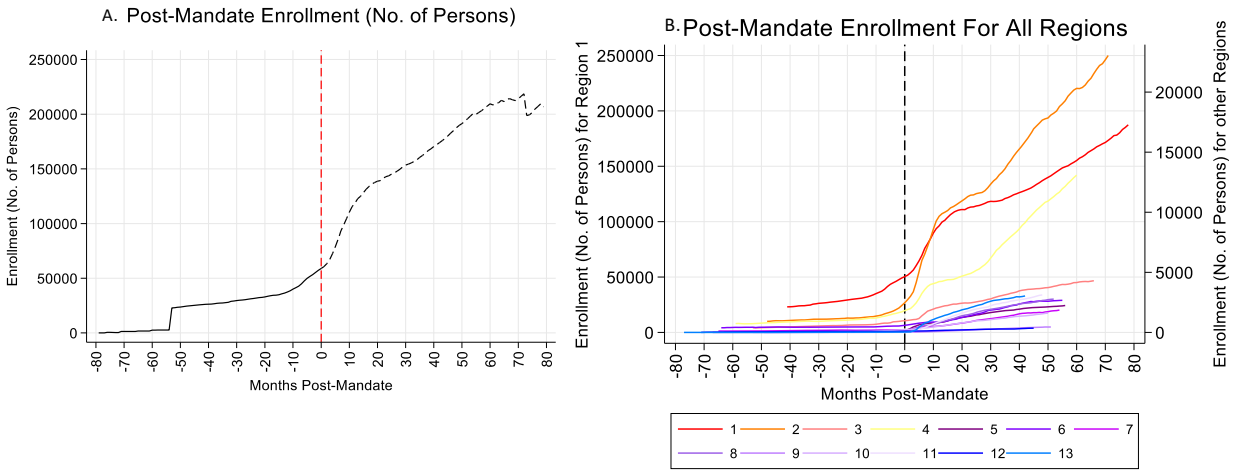 A. Post-Mandate Enrollment (No. of Persons)
Enrollment (No. of Persons)
250000
200000
150000
100000
50000
0
-80 -70 -60 -50 -40 -30 -20 -10 0 10 20 30 40 50 60 70 80
Months Post-Mandate
B. Post-Mandate Enrollment For All Regions
Enrollment (No. of Persons) for Region 1
250000
200000
150000
100000
50000
0
Enrollment (No. of Persons) for other Regions
20000
15000
10000
5000
0
-80 -70 -60 -50 -40 -30 -20 -10 0 10 20 30 40 50 60 70 80
Months Post-Mandate
1 2 3 4 5 6 7
8 9 10 11 12 13